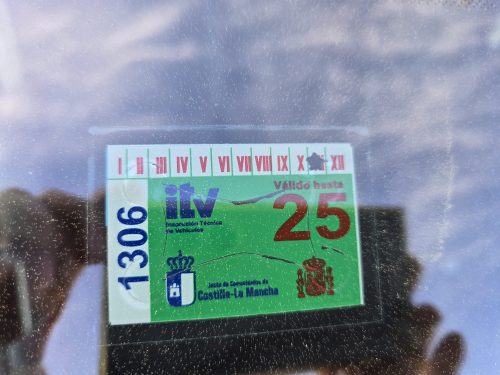 I II III IV V VI VII VIII IX X XII
Válido hasta
itv
25
Inspección Técnica
de Vehículos
1306
Junta de Comunidades de
Castilla-La Mancha